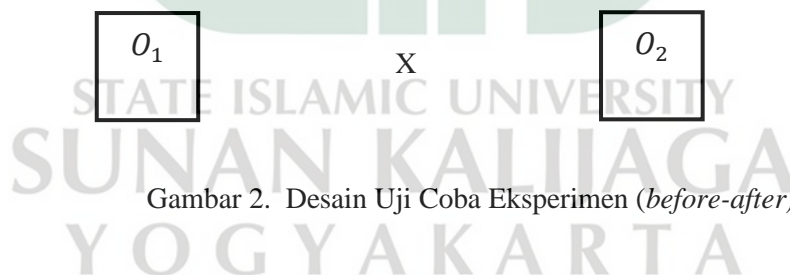 O₁ X O₂
STATE ISLAMIC UNIVERSITY
SUNAN KALIJAGA
Gambar 2. Desain Uji Coba Eksperimen (before-after)
YOGYAKARTA